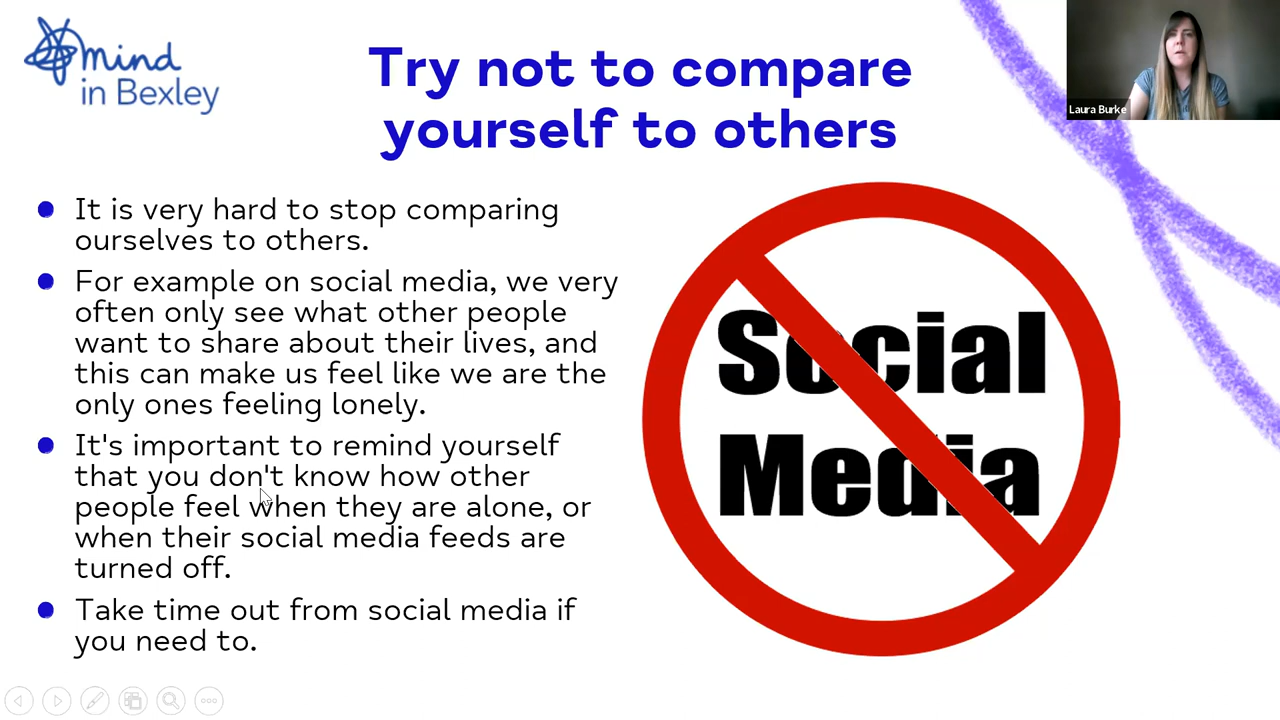 mind
in Bexley
Try not to compare
yourself to others
Laura Burke
It is very hard to stop comparing
ourselves to others.
For example on social media, we very
often only see what other people
want to share about their lives, and
this can make us feel like we are the
only ones feeling lonely.
It's important to remind yourself
that you don't know how other
people feel when they are alone, or
when their social media feeds are
turned off.
Take time out from social media if
you need to.
Social
Media